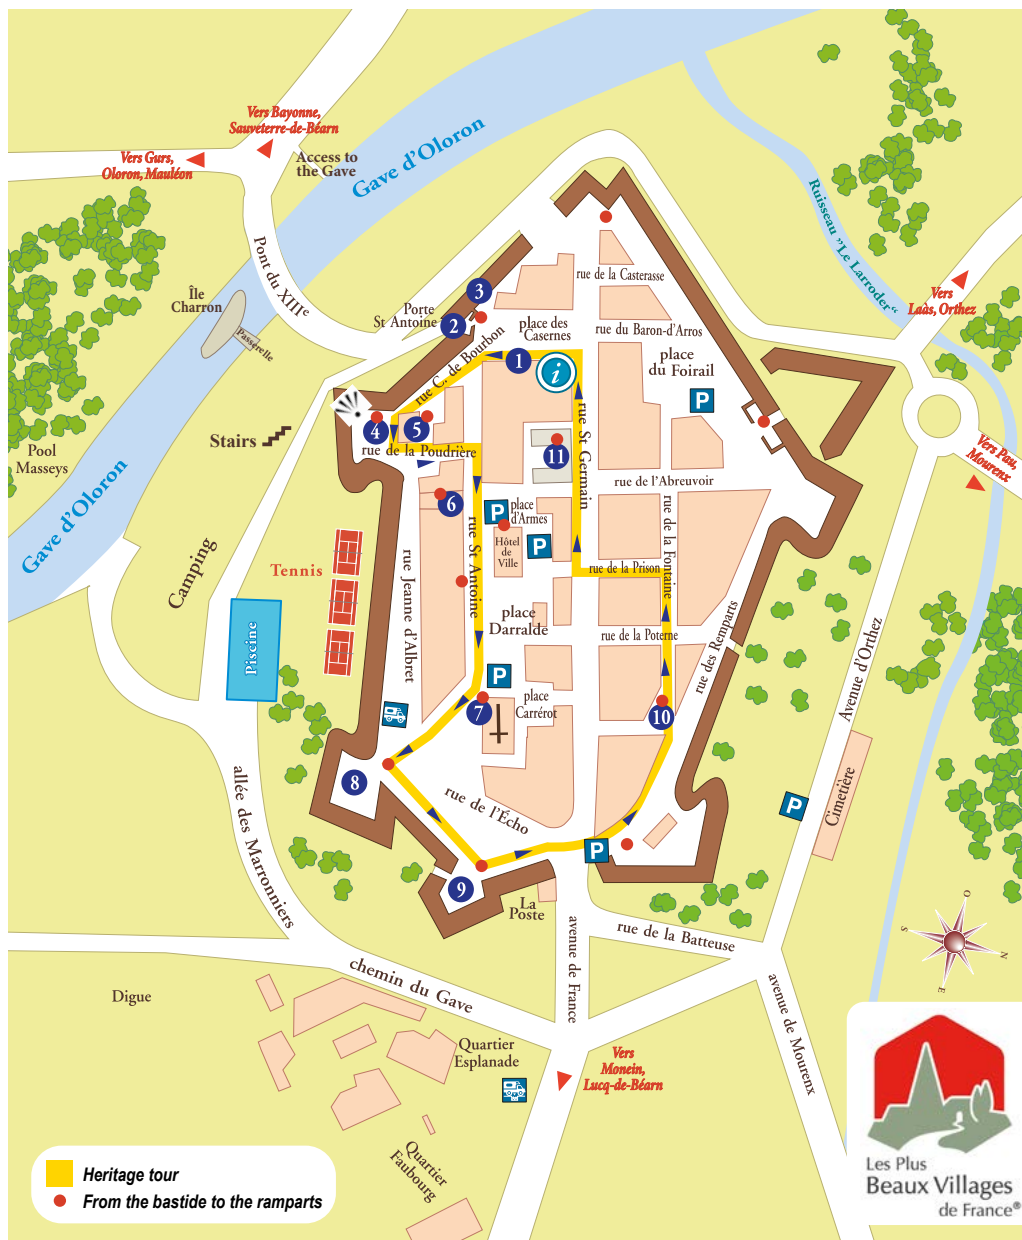 Vers Bayonne,
Sauveterre-de-Béarn
Vers Gurs,
Oloron, Mauléon
Access to
the Gave
Gave d'Oloron
Ruisseau "Le Larroder"
Pont du XIIIe
Île
Charron
Passerelle
Porte
St Antoine
3
2
rue de la Casterasse
place des
Casernes
rue du Baron-d'Arros
Vers
Laàs, Orthez
rue C. de Bourbon
1
i
place
du Foirail
P
4
5
rue de la Poudrière
Stairs
Pool
Masseys
Gave d'Oloron
11
rue St Germain
rue de l'Abreuvoir
Vers Pau,
Mourenx
6
P
place
d'Armes
Hôtel
de
Ville
P
rue de la Fontaine
rue St Antoine
rue Jeanne d'Albret
rue de la Prison
Camping
Tennis
Piscine
place
Darralde
rue de la Poterne
rue des Remparts
Avenue d'Orthez
P
place
Carrérot
7
10
8
rue de l'Écho
P
P
Cimetière
allée des Marronniers
9
La
Poste
avenue de France
rue de la Batteuse
O
S
N
E
chemin du Gave
Digue
avenue de Mourenx
Quartier
Esplanade
Vers
Monein,
Lucq-de-Béarn
Quartier
Faubourg
Heritage tour
From the bastide to the ramparts
Les Plus
Beaux Villages
de France®